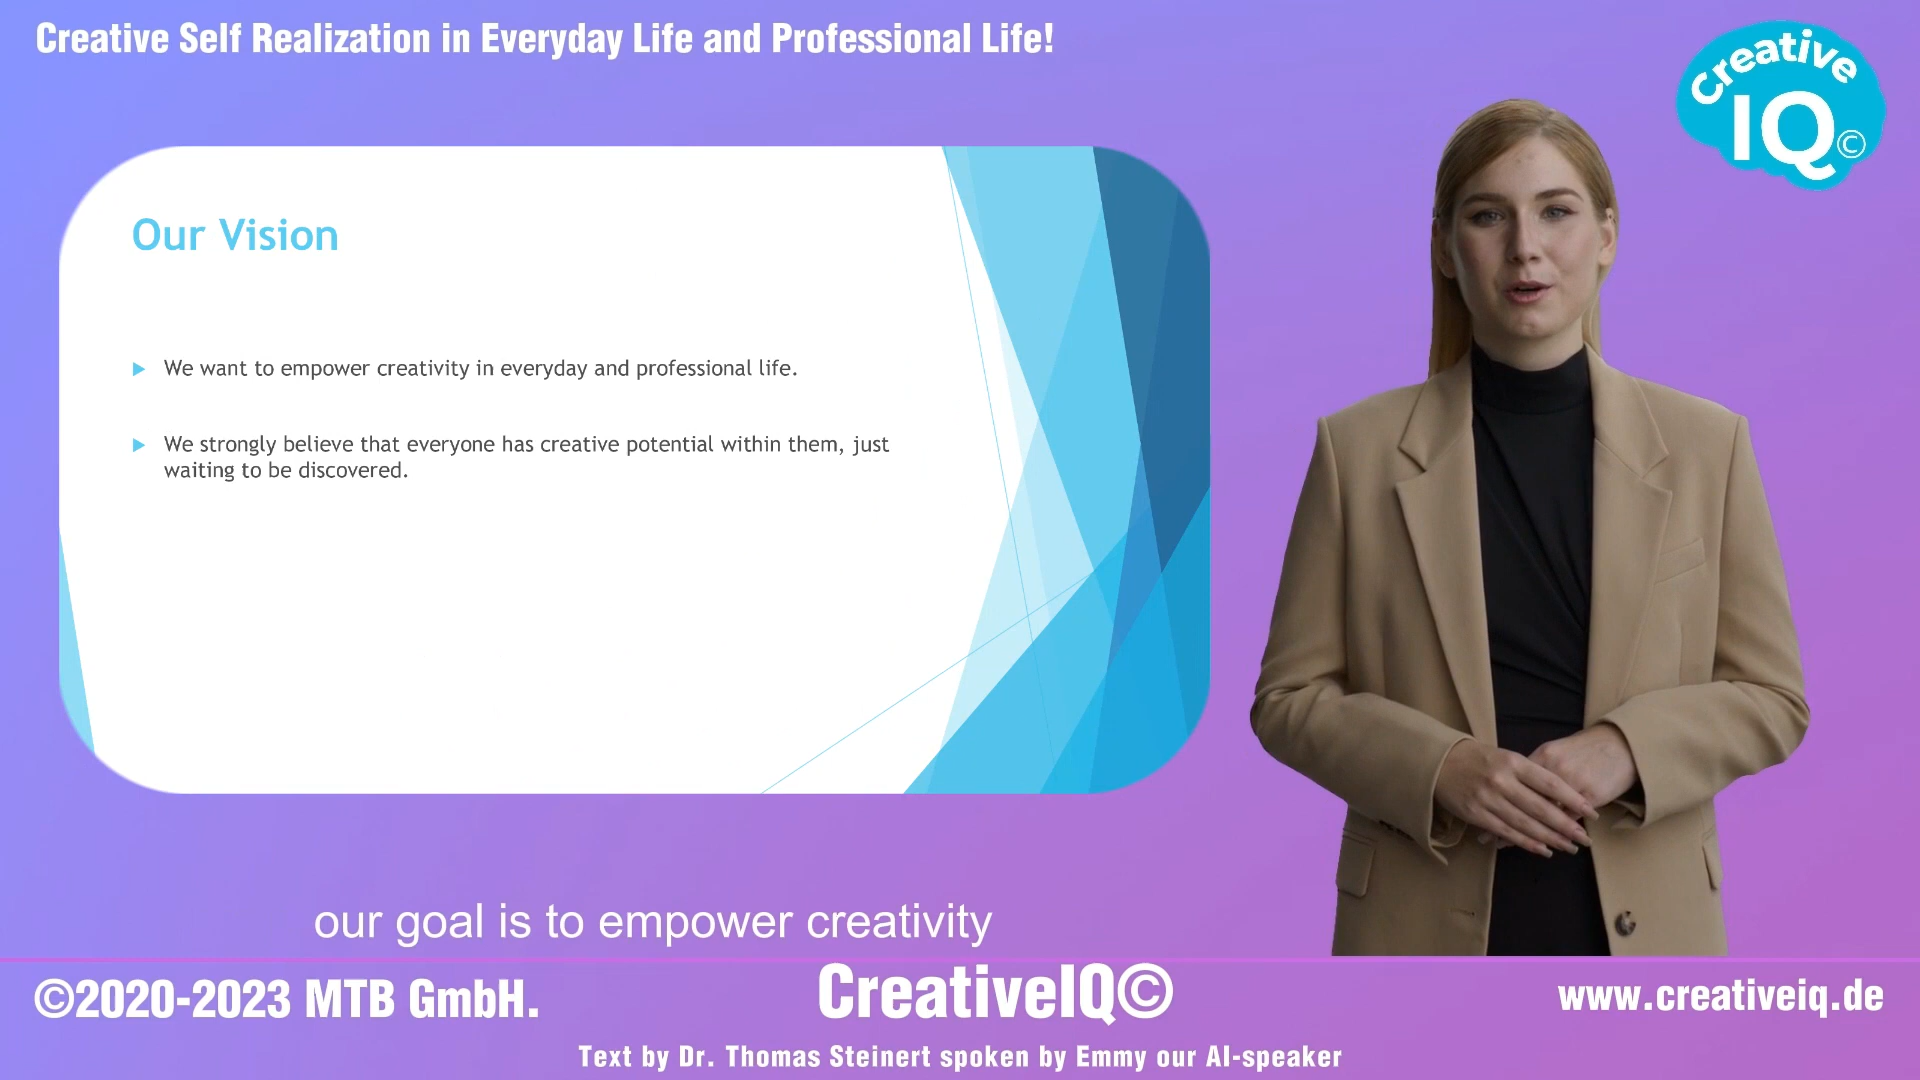 Creative Self Realization in Everyday Life and Professional Life!
Creative
IQ©
Our Vision
We want to empower creativity in everyday and professional life.
We strongly believe that everyone has creative potential within them, just
waiting to be discovered.
our goal is to empower creativity
©2020-2023 MTB GmbH.
CreativeIQ©
www.creativeiq.de
Text by Dr. Thomas Steinert spoken by Emmy our AI-speaker